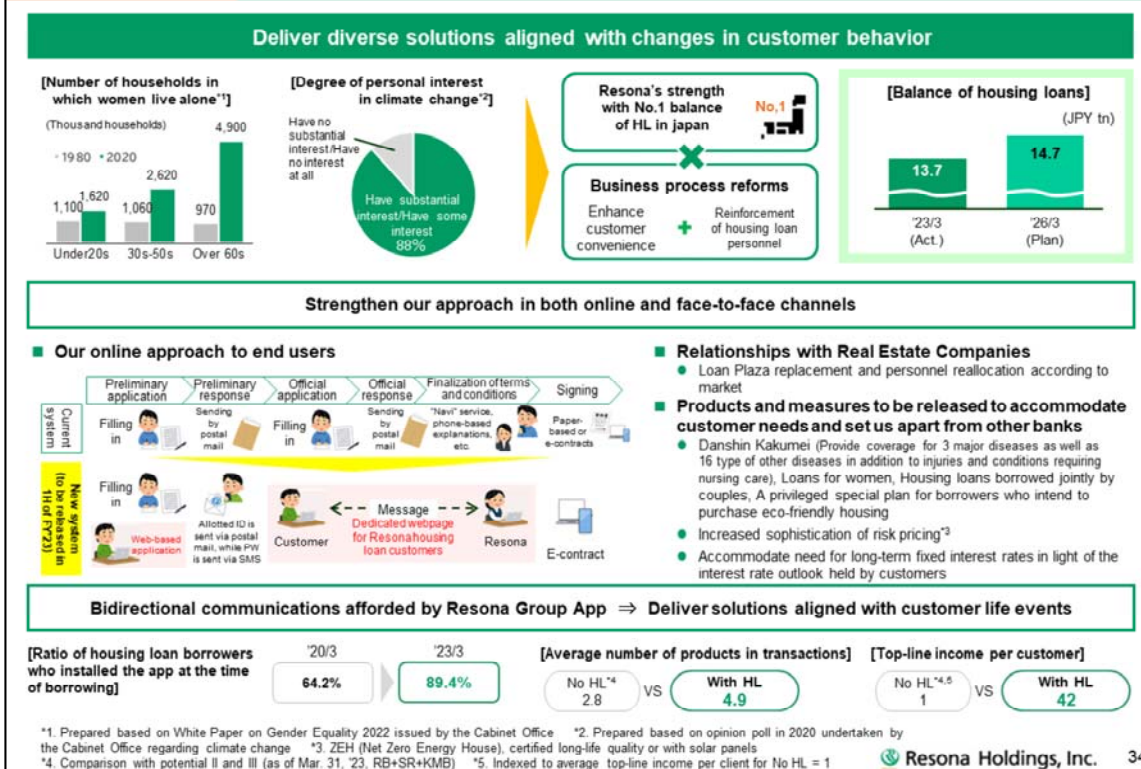 Deliver diverse solutions aligned with changes in customer behavior
[Number of households in
which women live alone*1]
(Thousand households)
1980 2020
1,100 1,620
1,060 2,620
970 4,900
Under20s 30s-50s Over 60s
[Degree of personal interest
in climate change*2]
Have no
substantial
interest/Have
no interest
at all
Have substantial
interest/Have some
interest
88%
Resona's strength
with No.1 balance
of HL in japan
No,1
Business process reforms
Enhance
customer
convenience
+
Reinforcement
of housing loan
personnel
[Balance of housing loans]
(JPY tn)
13.7
14.7
'23/3
(Act.)
'26/3
(Plan)
Strengthen our approach in both online and face-to-face channels
Our online approach to end users
Preliminary
application
Preliminary
response
Official
application
Official
response
Finalization of terms
and conditions
Signing
Current
system
Filling
in
Sending
by
postal
mail
Filling
in
Sending
by
postal
mail
"Navi" service,
phone-based
explanations,
etc.
Paper-
based or
e-contracts
New system
(to be released in
1H of FY'23)
Filling
in
Web-based
application
Allotted ID is
sent via postal
mail, while PW
is sent via SMS
Customer
Message
Dedicated webpage
for Resona housing
loan customers
Resona
E-contract
Relationships with Real Estate Companies
Loan Plaza replacement and personnel reallocation according to
market
Products and measures to be released to accommodate
customer needs and set us apart from other banks
Danshin Kakumei (Provide coverage for 3 major diseases as well as
16 type of other diseases in addition to injuries and conditions requiring
nursing care), Loans for women, Housing loans borrowed jointly by
couples, A privileged special plan for borrowers who intend to
purchase eco-friendly housing
Increased sophistication of risk pricing*3
Accommodate need for long-term fixed interest rates in light of the
interest rate outlook held by customers
Bidirectional communications afforded by Resona Group App ⇒ Deliver solutions aligned with customer life events
[Ratio of housing loan borrowers
who installed the app at the time
of borrowing]
'20/3
64.2%
'23/3
89.4%
[Average number of products in transactions]
No HL*4
2.8
VS
With HL
4.9
[Top-line income per customer]
No HL*4,5
1
VS
With HL
42
*1. Prepared based on White Paper on Gender Equality 2022 issued by the Cabinet Office *2. Prepared based on opinion poll in 2020 undertaken by
the Cabinet Office regarding climate change *3. ZEH (Net Zero Energy House), certified long-life quality or with solar panels
*4. Comparison with potential II and III (as of Mar. 31, '23, RB+SR+KMB) *5. Indexed to average top-line income per client for No HL = 1
Resona Holdings, Inc.